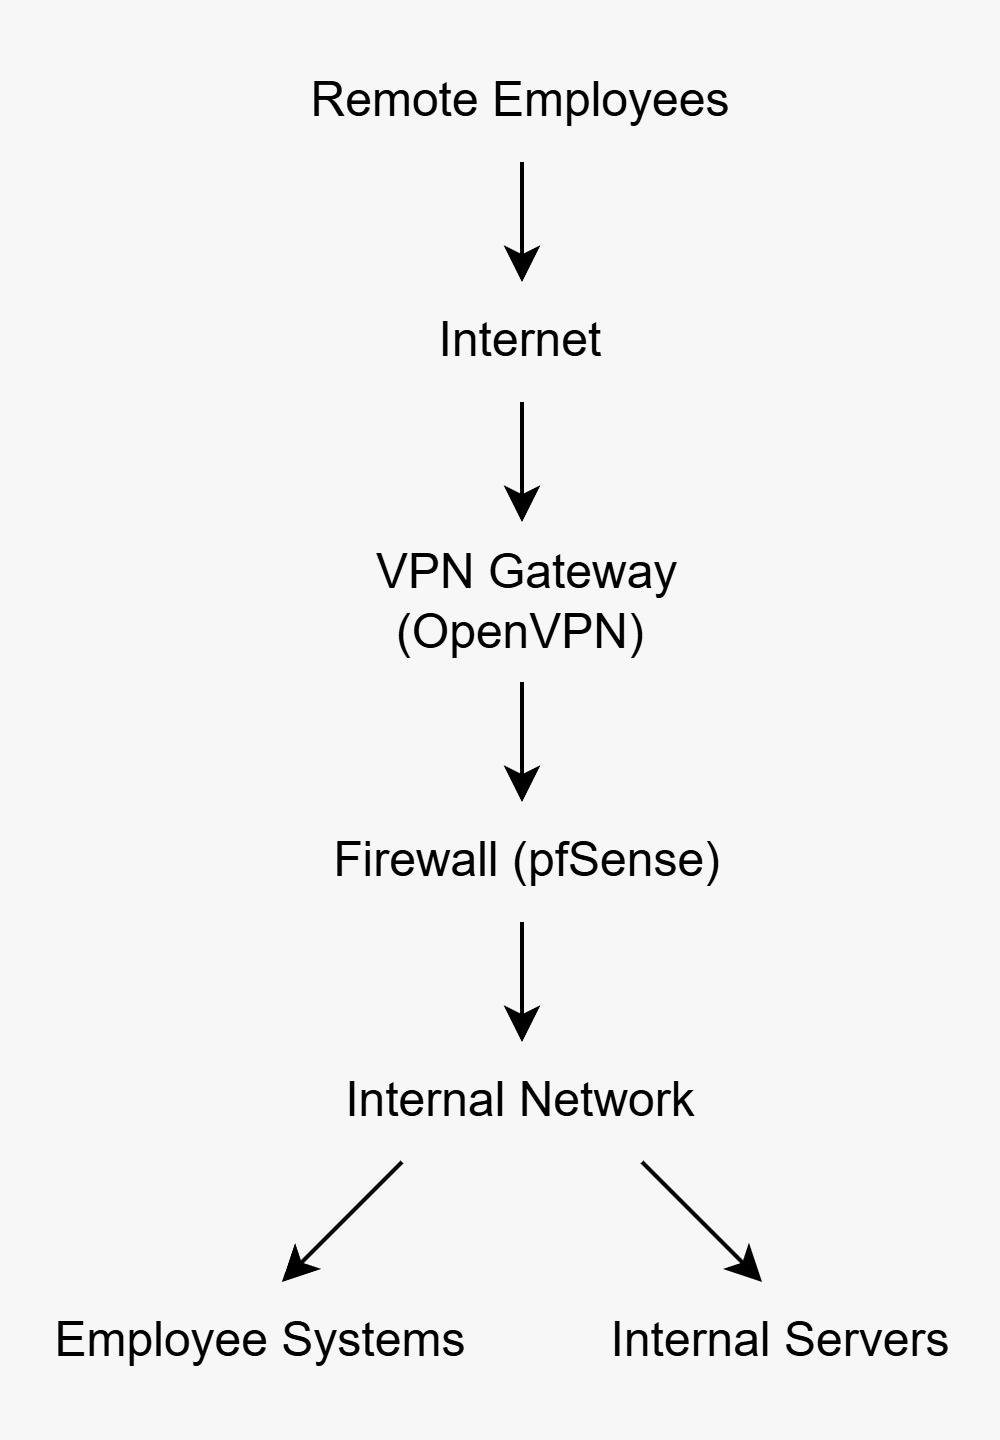 Remote Employees
Internet
VPN Gateway
(OpenVPN)
Firewall (pfSense)
Internal Network
Employee Systems
Internal Servers